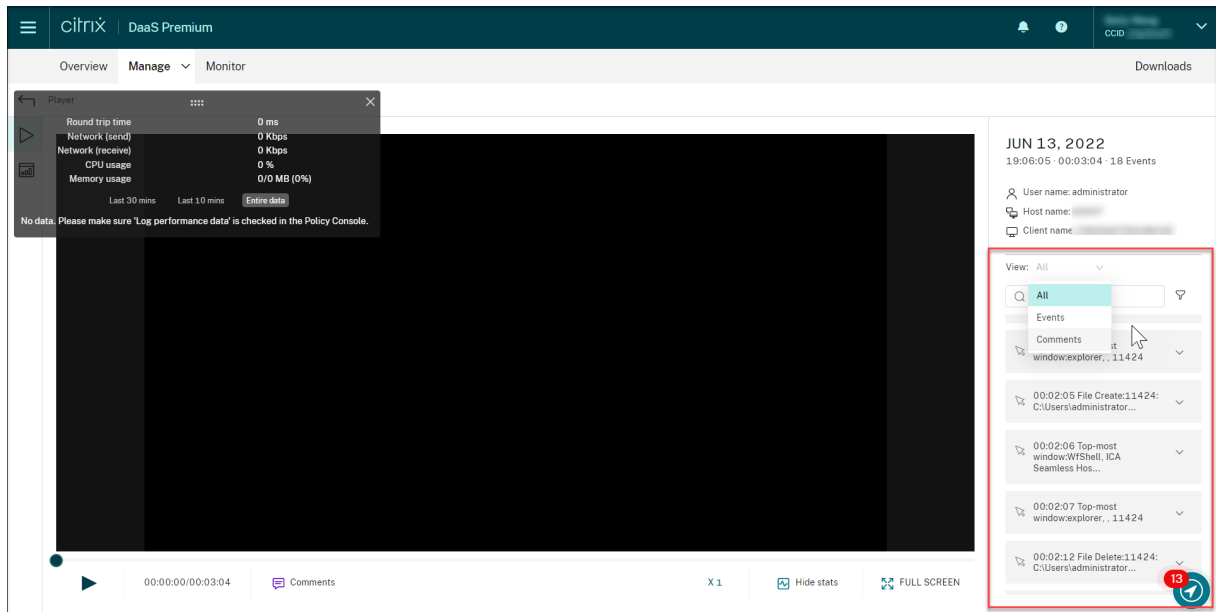 citrix DaaS Premium
CCID
Overview Manage Monitor Downloads
Player
Round trip time 0 ms
Network (send) 0 Kbps
Network (receive) 0 Kbps
CPU usage 0 %
Memory usage 0/0 MB (0%)
Last 30 mins Last 10 mins Entire data
No data. Please make sure 'Log performance data' is checked in the Policy Console.
JUN 13, 2022
19:06:05 · 00:03:04 · 18 Events
User name: administrator
Host name:
Client name
View: All
All
Events
Comments
window:explorer, , 11424
00:02:05 File Create:11424:
C:\Users\administrator...
00:02:06 Top-most
window:WfShell, ICA
Seamless Hos...
00:02:07 Top-most
window:explorer, , 11424
00:02:12 File Delete:11424:
C:\Users\administrator...
13
00:00:00/00:03:04 Comments X 1 Hide stats FULL SCREEN